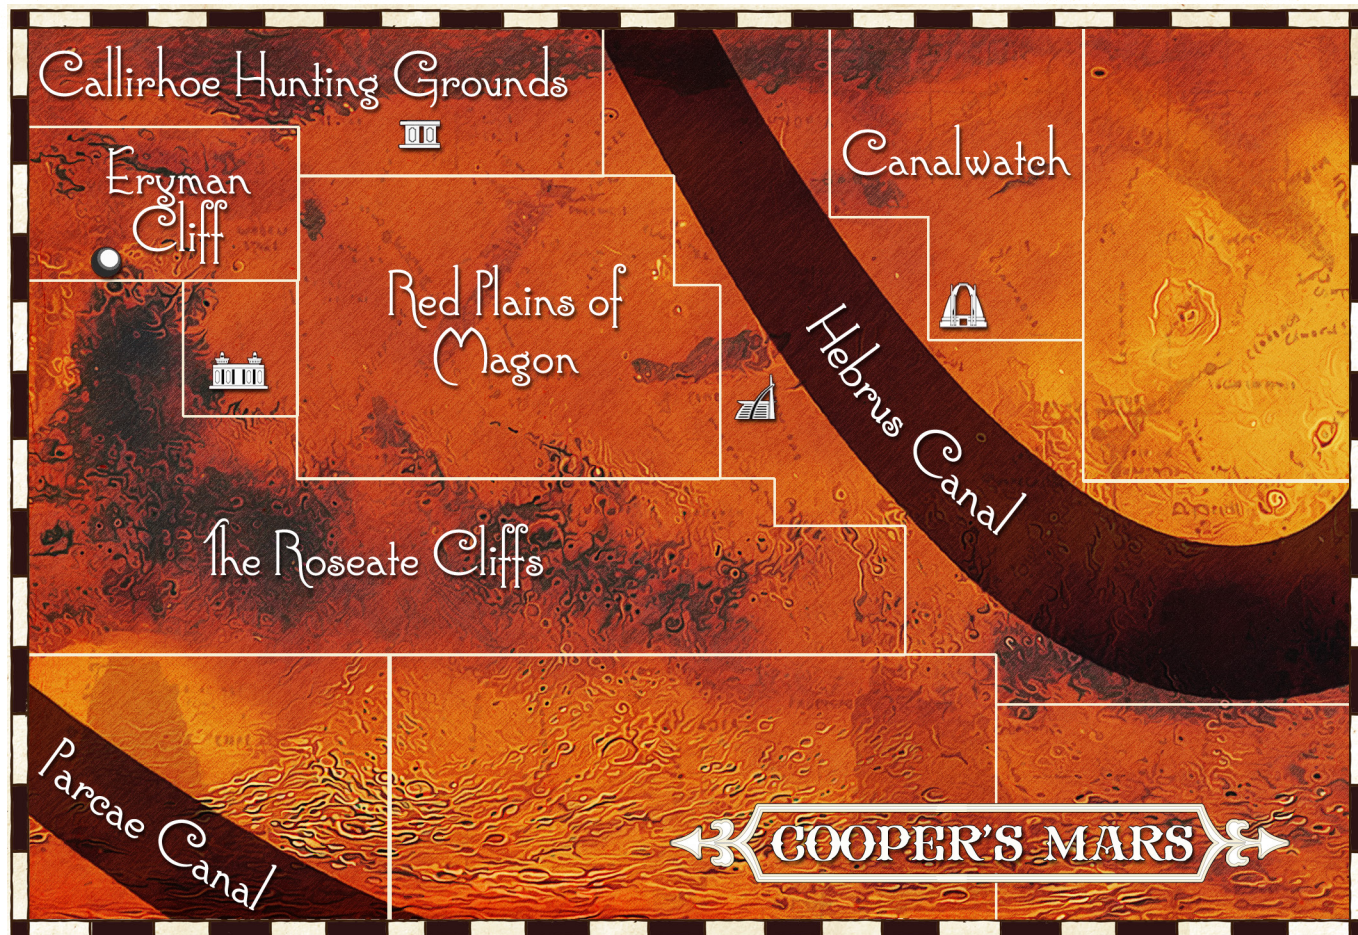 Callirhoe Hunting Grounds
Canalwatch
Eryman
Cliff
Red Plains of
Magon
Hebrus Canal
The Roseate Cliffs
Parcae Canal
COOPER'S MARS